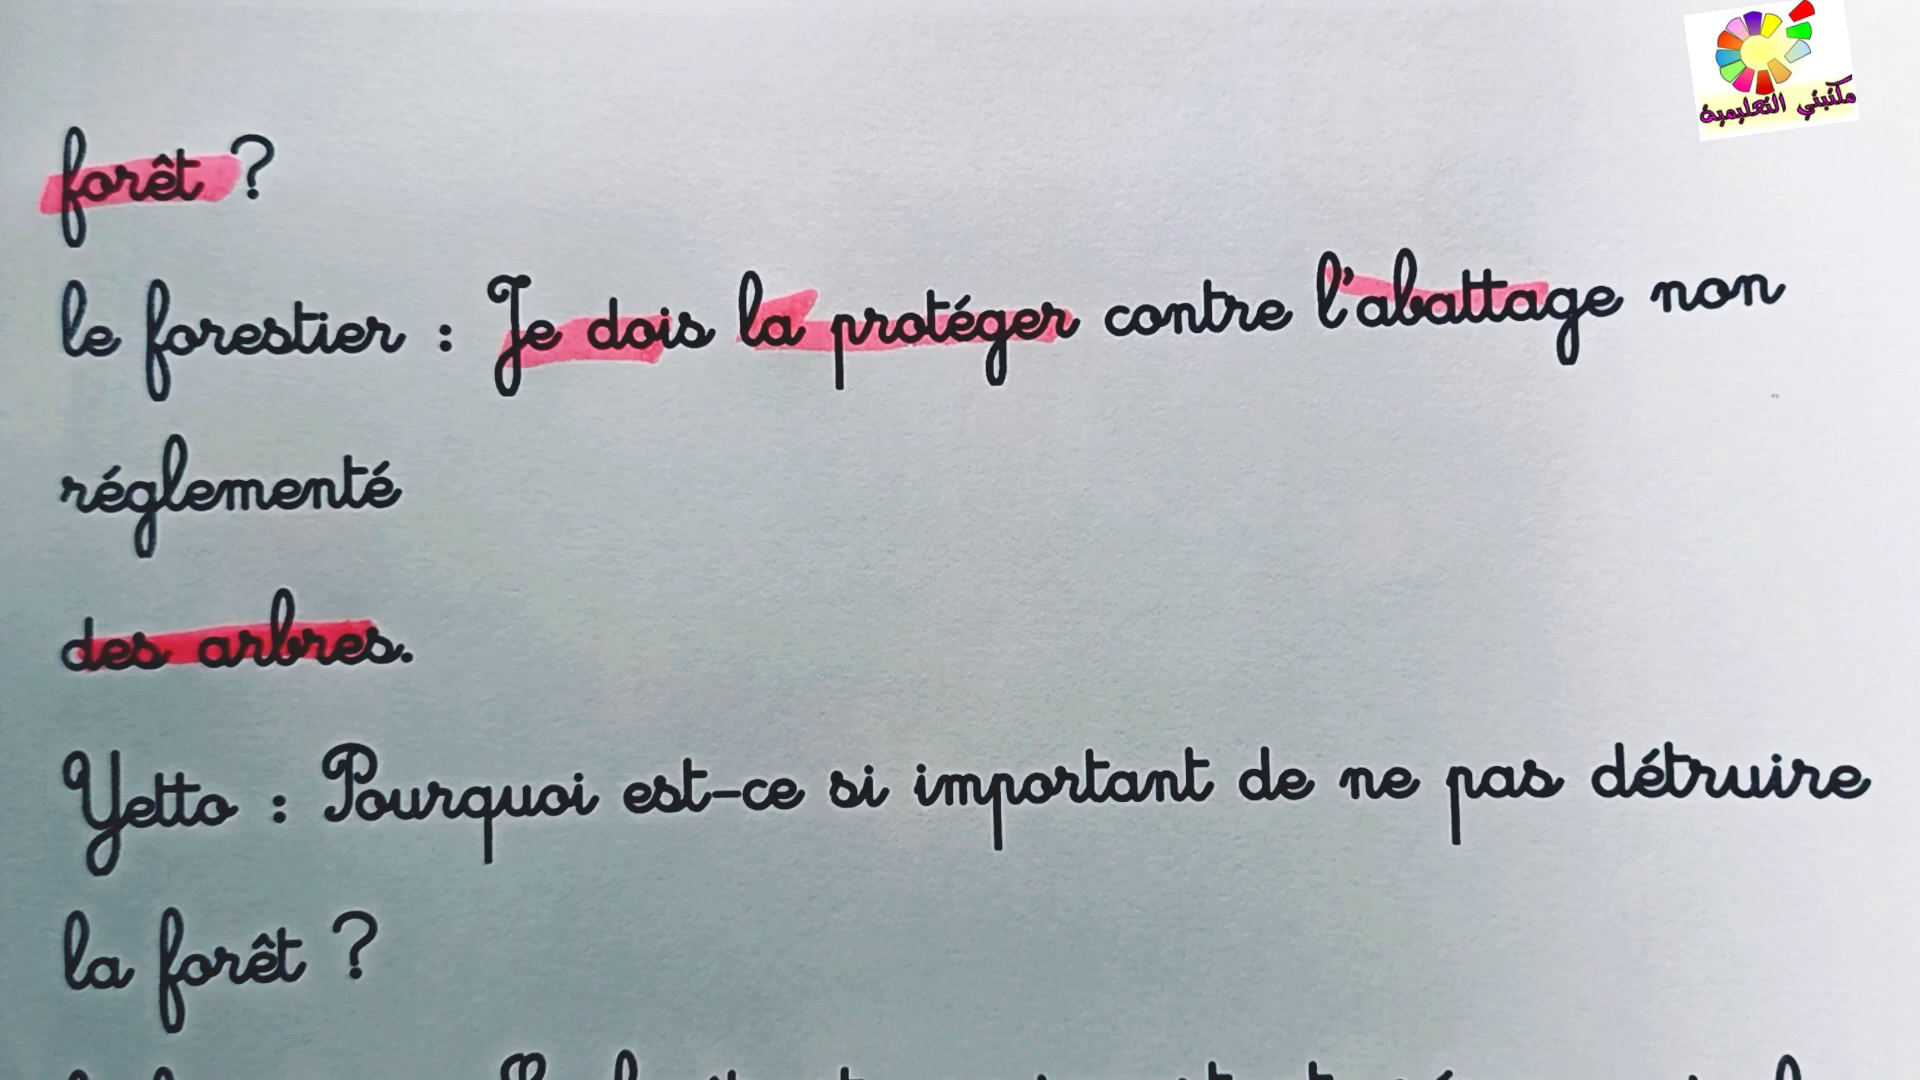 مكتبتي التعليمية
forêt ?
le forestier : Je dois la protéger contre l'abattage non
réglementé
des arbres.
Yetto : Pourquoi est-ce si important de ne pas détruire
la forêt ?